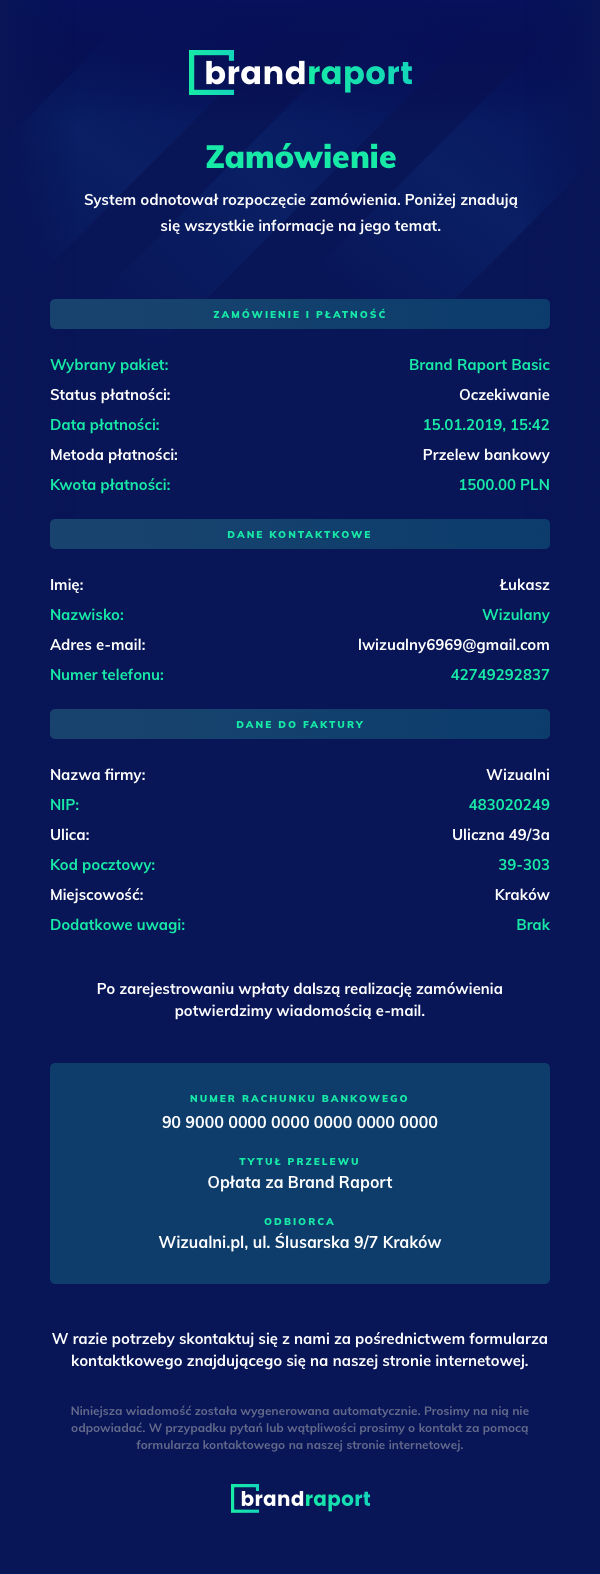 brandraport
Zamówienie
System odnotował rozpoczęcie zamówienia. Poniżej znadują
się wszystkie informacje na jego temat.
ZAMÓWIENIE I PŁATNOŚĆ
Wybrany pakiet: Brand Raport Basic
Status płatności: Oczekiwanie
Data płatności: 15.01.2019, 15:42
Metoda płatności: Przelew bankowy
Kwota płatności: 1500.00 PLN
DANE KONTAKTKOWE
Imię: Łukasz
Nazwisko: Wizulany
Adres e-mail: lwizualny6969@gmail.com
Numer telefonu: 42749292837
DANE DO FAKTURY
Nazwa firmy: Wizualni
NIP: 483020249
Ulica: Uliczna 49/3a
Kod pocztowy: 39-303
Miejscowość: Kraków
Dodatkowe uwagi: Brak
Po zarejestrowaniu wpłaty dalszą realizację zamówienia
potwierdzimy wiadomością e-mail.
NUMER RACHUNKU BANKOWEGO
90 9000 0000 0000 0000 0000 0000
TYTUŁ PRZELEWU
Opłata za Brand Raport
ODBIORCA
Wizualni.pl, ul. Ślusarska 9/7 Kraków
W razie potrzeby skontaktuj się z nami za pośrednictwem formularza
kontaktkowego znajdującego się na naszej stronie internetowej.
Niniejsza wiadomość została wygenerowana automatycznie. Prosimy na nią nie
odpowiadać. W przypadku pytań lub wątpliwości prosimy o kontakt za pomocą
formularza kontaktowego na naszej stronie internetowej.
brandraport